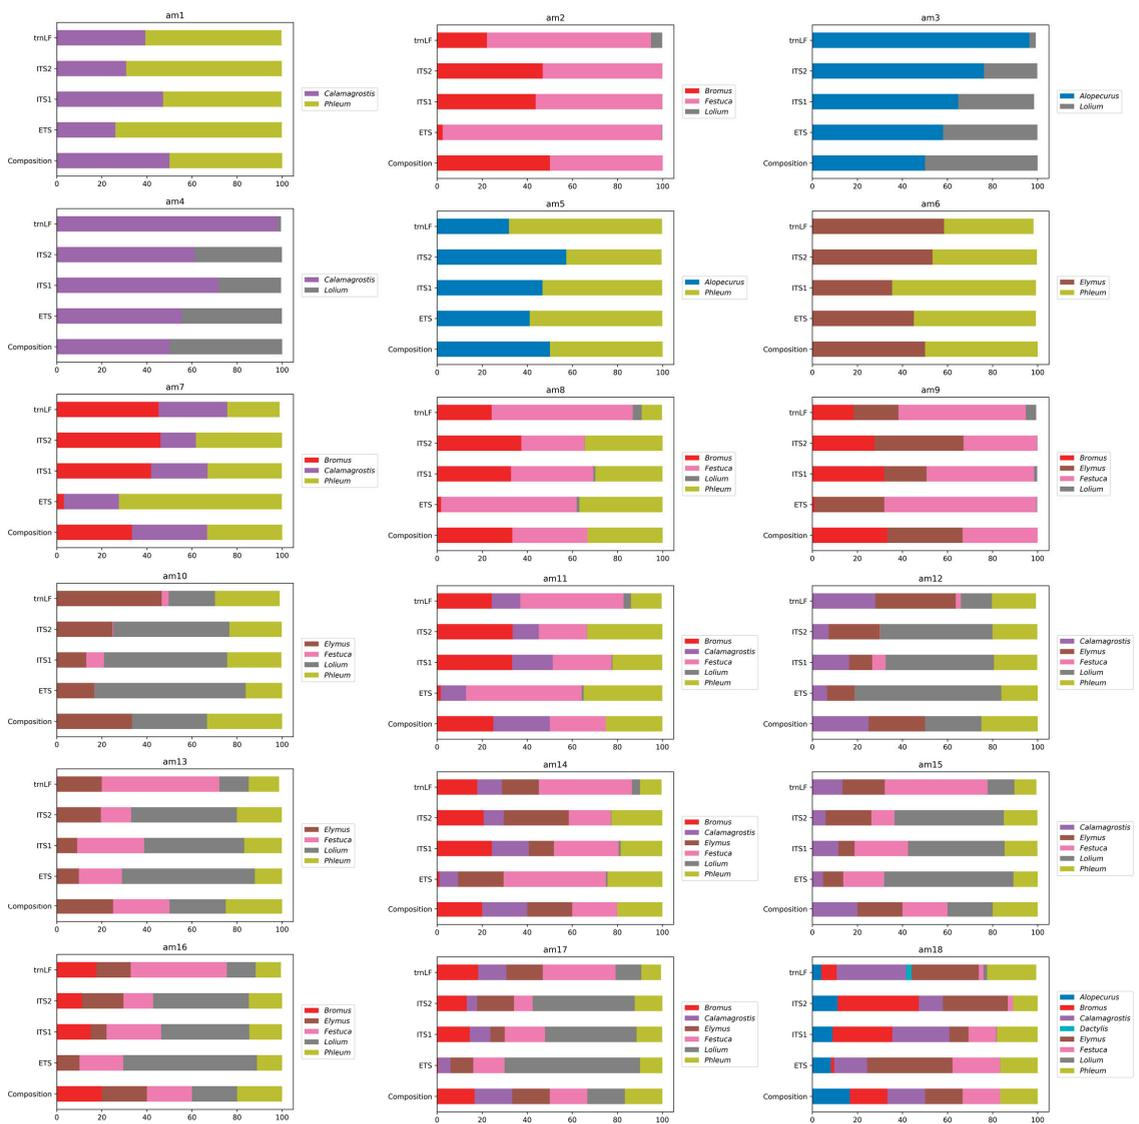 am1
trnLF
ITS2
ITS1
ETS
Composition
0 20 40 60 80 100
Calamagrostis
Phleum
am2
trnLF
ITS2
ITS1
ETS
Composition
0 20 40 60 80 100
Bromus
Festuca
Lolium
am3
trnLF
ITS2
ITS1
ETS
Composition
0 20 40 60 80 100
Alopecurus
Lolium
am4
trnLF
ITS2
ITS1
ETS
Composition
0 20 40 60 80 100
Calamagrostis
Lolium
am5
trnLF
ITS2
ITS1
ETS
Composition
0 20 40 60 80 100
Alopecurus
Phleum
am6
trnLF
ITS2
ITS1
ETS
Composition
0 20 40 60 80 100
Elymus
Phleum
am7
trnLF
ITS2
ITS1
ETS
Composition
0 20 40 60 80 100
Bromus
Calamagrostis
Phleum
am8
trnLF
ITS2
ITS1
ETS
Composition
0 20 40 60 80 100
Bromus
Festuca
Lolium
Phleum
am9
trnLF
ITS2
ITS1
ETS
Composition
0 20 40 60 80 100
Bromus
Elymus
Festuca
Lolium
am10
trnLF
ITS2
ITS1
ETS
Composition
0 20 40 60 80 100
Elymus
Festuca
Lolium
Phleum
am11
trnLF
ITS2
ITS1
ETS
Composition
0 20 40 60 80 100
Bromus
Calamagrostis
Festuca
Lolium
Phleum
am12
trnLF
ITS2
ITS1
ETS
Composition
0 20 40 60 80 100
Calamagrostis
Elymus
Festuca
Lolium
Phleum
am13
trnLF
ITS2
ITS1
ETS
Composition
0 20 40 60 80 100
Elymus
Festuca
Lolium
Phleum
am14
trnLF
ITS2
ITS1
ETS
Composition
0 20 40 60 80 100
Bromus
Calamagrostis
Elymus
Festuca
Lolium
Phleum
am15
trnLF
ITS2
ITS1
ETS
Composition
0 20 40 60 80 100
Calamagrostis
Elymus
Festuca
Lolium
Phleum
am16
trnLF
ITS2
ITS1
ETS
Composition
0 20 40 60 80 100
Bromus
Elymus
Festuca
Lolium
Phleum
am17
trnLF
ITS2
ITS1
ETS
Composition
0 20 40 60 80 100
Bromus
Calamagrostis
Elymus
Festuca
Lolium
Phleum
am18
trnLF
ITS2
ITS1
ETS
Composition
0 20 40 60 80 100
Alopecurus
Bromus
Calamagrostis
Dactylis
Elymus
Festuca
Lolium
Phleum